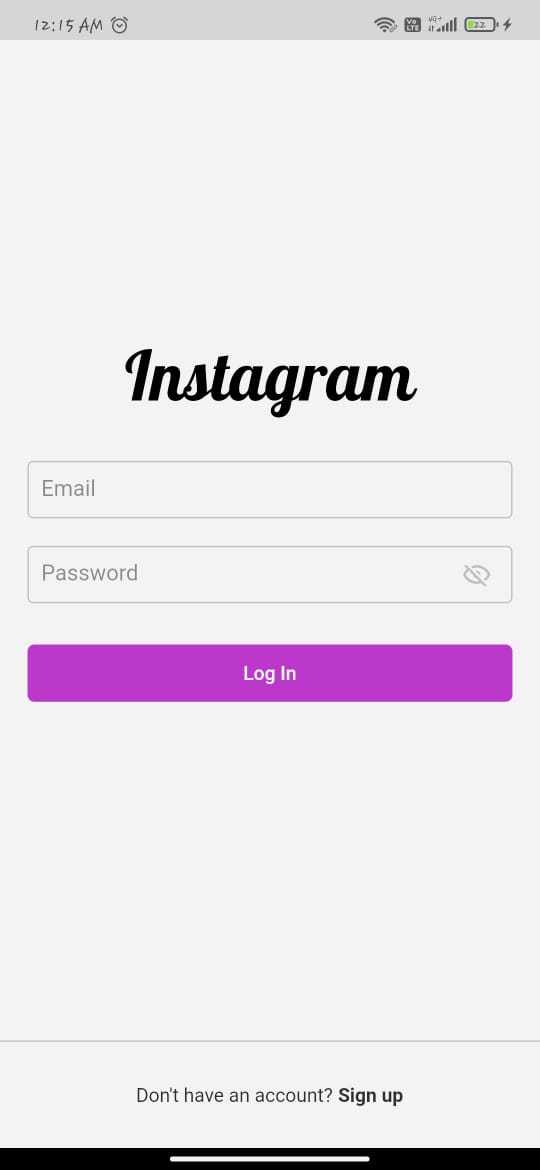 12:15 AM
Vo LTE 4G+ 22
Instagram
Email
Password
Log In
Don't have an account? Sign up